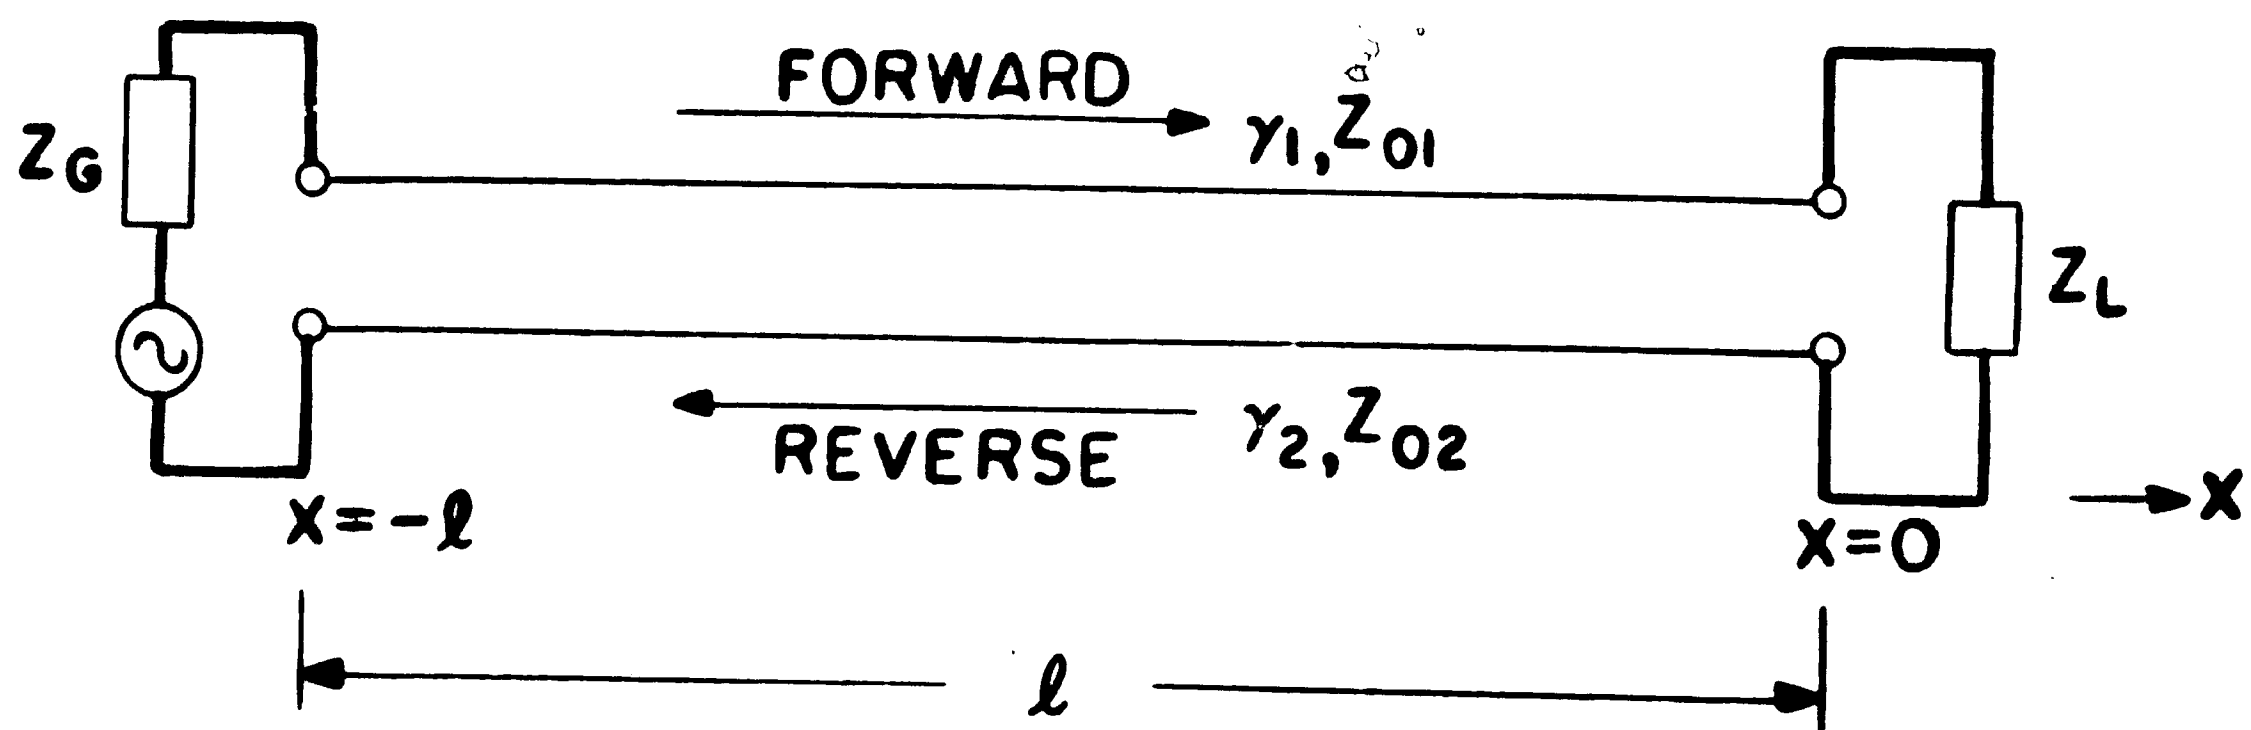 FORWARD
γ1, Z01
ZG
ZL
γ2, Z02
REVERSE
x = -ℓ
x = 0
x
ℓ